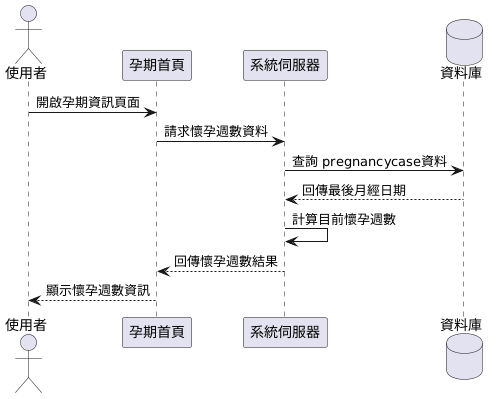 使用者
孕期首頁
系統伺服器
資料庫
開啟孕期資訊頁面
請求懷孕週數資料
查詢 pregnancycase資料
回傳最後月經日期
計算目前懷孕週數
回傳懷孕週數結果
顯示懷孕週數資訊
使用者
孕期首頁
系統伺服器
資料庫